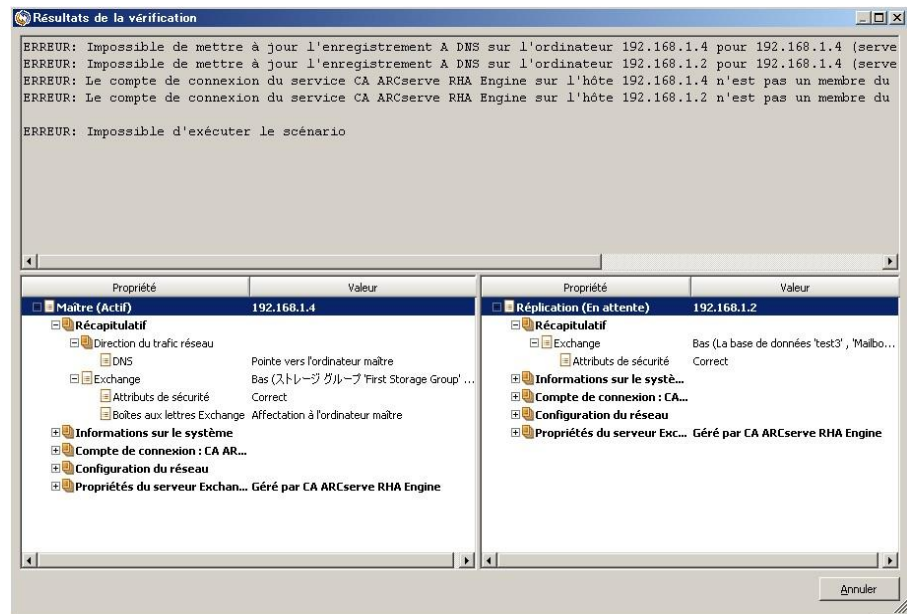 Résultats de la vérification
ERREUR: Impossible de mettre à jour l'enregistrement A DNS sur l'ordinateur 192.168.1.4 pour 192.168.1.4 (serve
ERREUR: Impossible de mettre à jour l'enregistrement A DNS sur l'ordinateur 192.168.1.2 pour 192.168.1.4 (serve
ERREUR: Le compte de connexion du service CA ARCserve RHA Engine sur l'hôte 192.168.1.4 n'est pas un membre du
ERREUR: Le compte de connexion du service CA ARCserve RHA Engine sur l'hôte 192.168.1.2 n'est pas un membre du
ERREUR: Impossible d'exécuter le scénario
Propriété Valeur
Maître (Actif) 192.168.1.4
Récapitulatif
Direction du trafic réseau
DNS Pointe vers l'ordinateur maître
Exchange Bas (ストレージ グループ 'First Storage Group' ...
Attributs de sécurité Correct
Boîtes aux lettres Exchange Affectation à l'ordinateur maître
Informations sur le système
Compte de connexion : CA AR...
Configuration du réseau
Propriétés du serveur Exchan... Géré par CA ARCserve RHA Engine
Propriété Valeur
Réplication (En attente) 192.168.1.2
Récapitulatif
Exchange Bas (La base de données 'test3' , 'Mailbo...
Attributs de sécurité Correct
Informations sur le systè...
Compte de connexion : CA...
Configuration du réseau
Propriétés du serveur Exc... Géré par CA ARCserve RHA Engine
Annuler